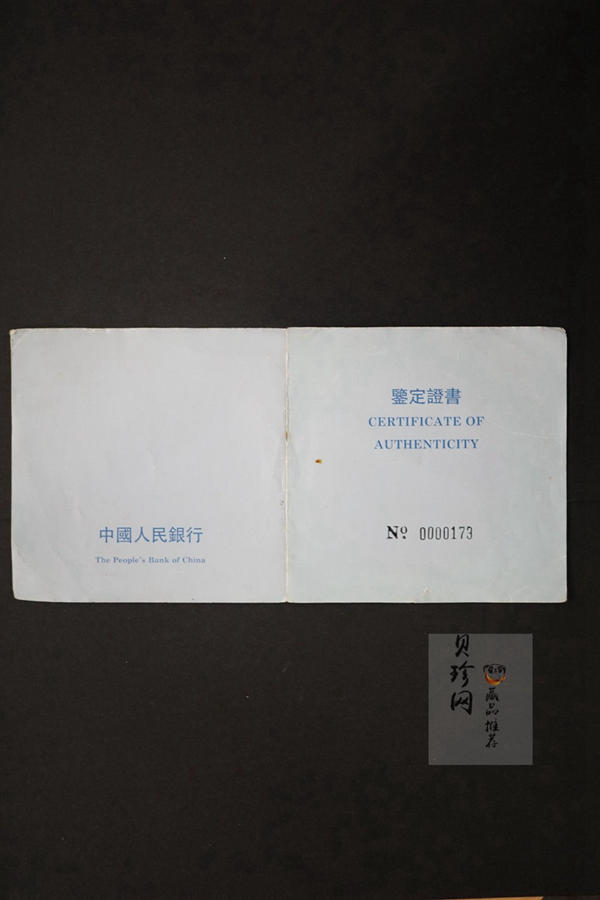 中國人民銀行
The People's Bank of China
鑒定證書
CERTIFICATE OF
AUTHENTICITY
Nº 0000173
贝珍网
藏品推荐